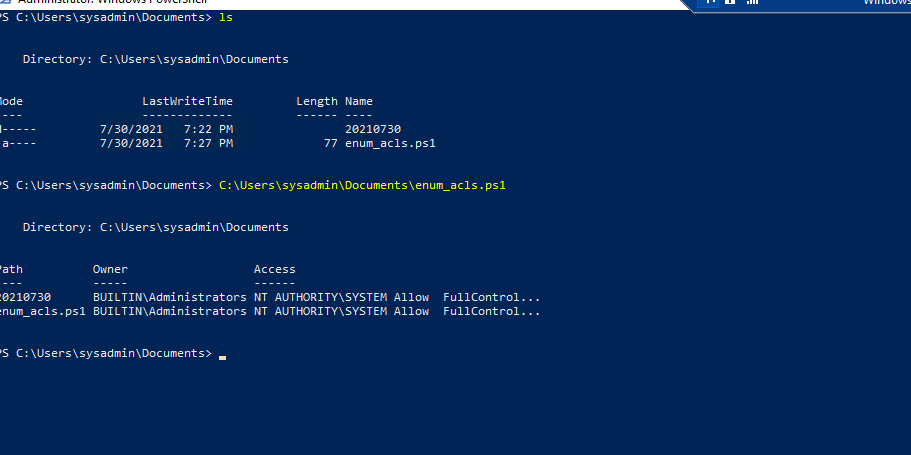 Administrator: Windows PowerShell
Windows
PS C:\Users\sysadmin\Documents> ls
Directory: C:\Users\sysadmin\Documents
Mode LastWriteTime Length Name
---- ------------- ------ ----
d----- 7/30/2021 7:22 PM 20210730
-a---- 7/30/2021 7:27 PM 77 enum_acls.ps1
PS C:\Users\sysadmin\Documents> C:\Users\sysadmin\Documents\enum_acls.ps1
Directory: C:\Users\sysadmin\Documents
Path Owner Access
---- ----- ------
20210730 BUILTIN\Administrators NT AUTHORITY\SYSTEM Allow FullControl...
enum_acls.ps1 BUILTIN\Administrators NT AUTHORITY\SYSTEM Allow FullControl...
PS C:\Users\sysadmin\Documents>